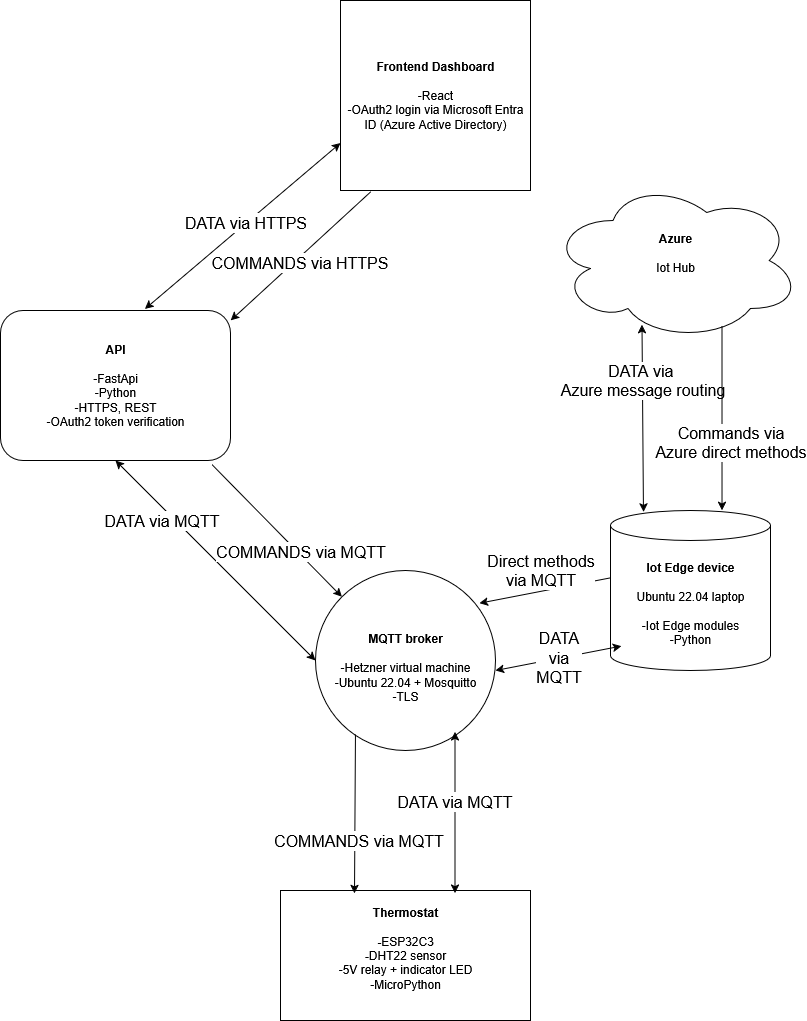 Frontend Dashboard
-React
-OAuth2 login via Microsoft Entra
ID (Azure Active Directory)
DATA via HTTPS
COMMANDS via HTTPS
Azure
Iot Hub
API
-FastApi
-Python
-HTTPS, REST
-OAuth2 token verification
DATA via
Azure message routing
Commands via
Azure direct methods
DATA via MQTT
COMMANDS via MQTT
Direct methods
via MQTT
Iot Edge device
Ubuntu 22.04 laptop
-Iot Edge modules
-Python
DATA
via
MQTT
MQTT broker
-Hetzner virtual machine
-Ubuntu 22.04 + Mosquitto
-TLS
DATA via MQTT
COMMANDS via MQTT
Thermostat
-ESP32C3
-DHT22 sensor
-5V relay + indicator LED
-MicroPython